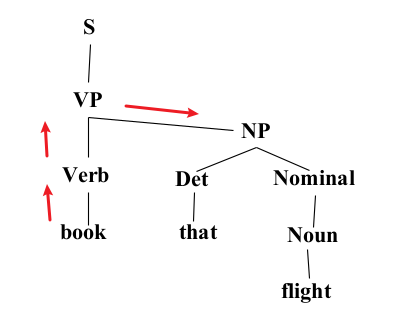 S
VP
NP
Verb
Det
Nominal
book
that
Noun
flight